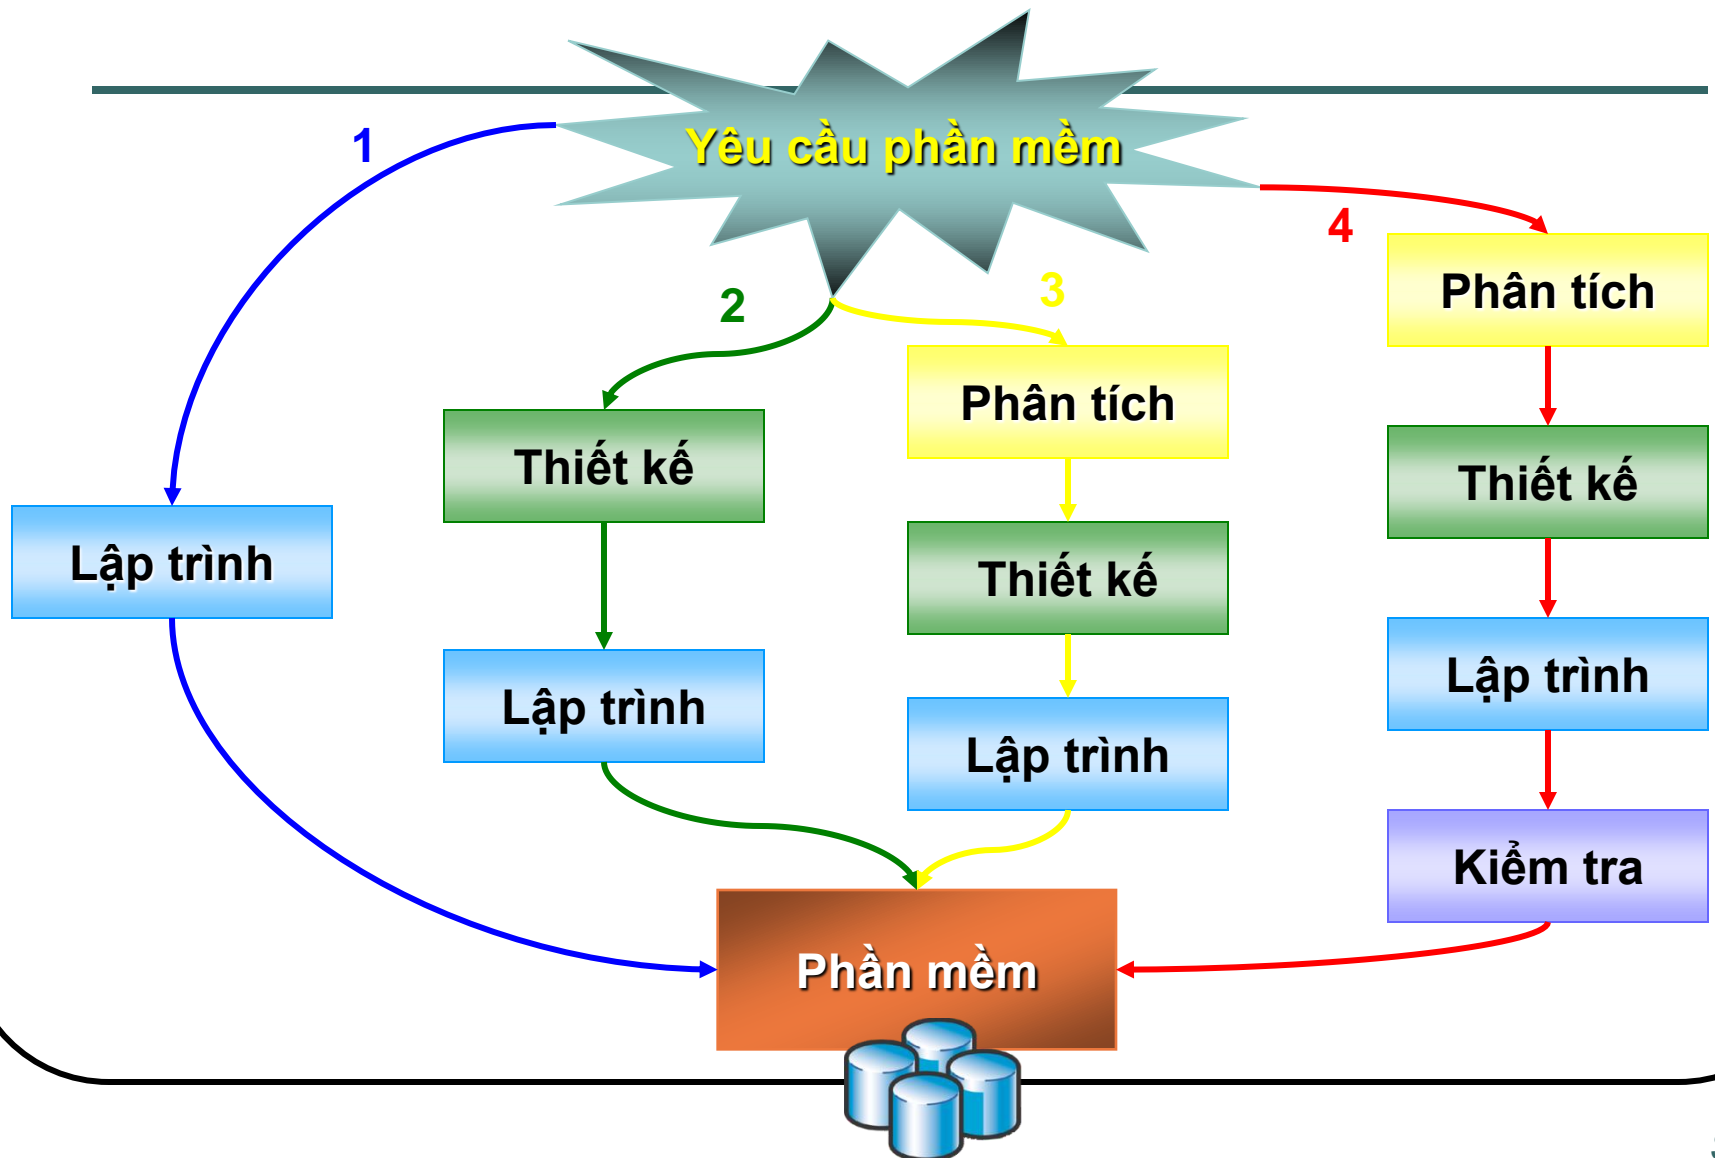 Yêu cầu phần mềm
1
2
3
4
Lập trình
Thiết kế
Lập trình
Phân tích
Thiết kế
Lập trình
Phân tích
Thiết kế
Lập trình
Kiểm tra
Phần mềm